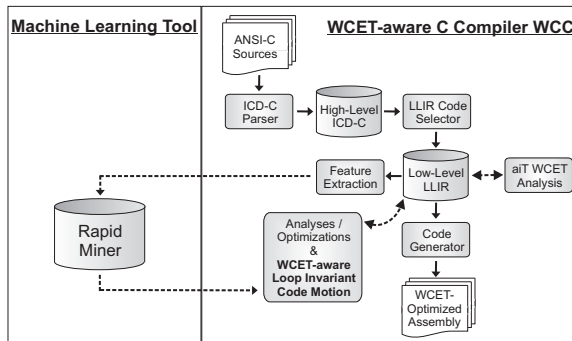 Machine Learning Tool
WCET-aware C Compiler WCC
ANSI-C
Sources
ICD-C
Parser
High-Level
ICD-C
LLIR Code
Selector
Feature
Extraction
Low-Level
LLIR
aiT WCET
Analysis
Rapid
Miner
Analyses /
Optimizations
&
WCET-aware
Loop Invariant
Code Motion
Code
Generator
WCET-
Optimized
Assembly